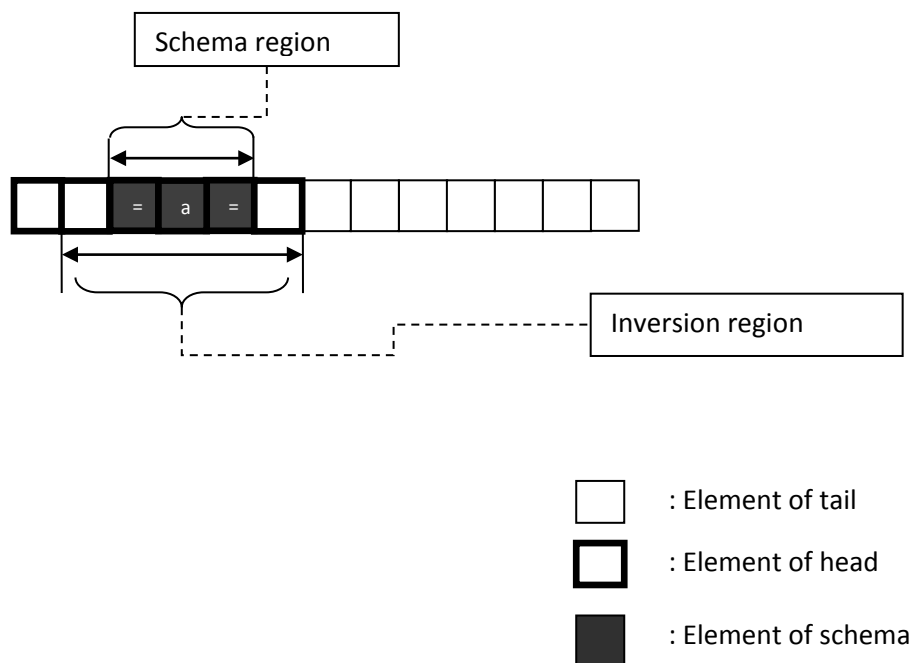 Schema region
= a =
Inversion region
: Element of tail
: Element of head
: Element of schema